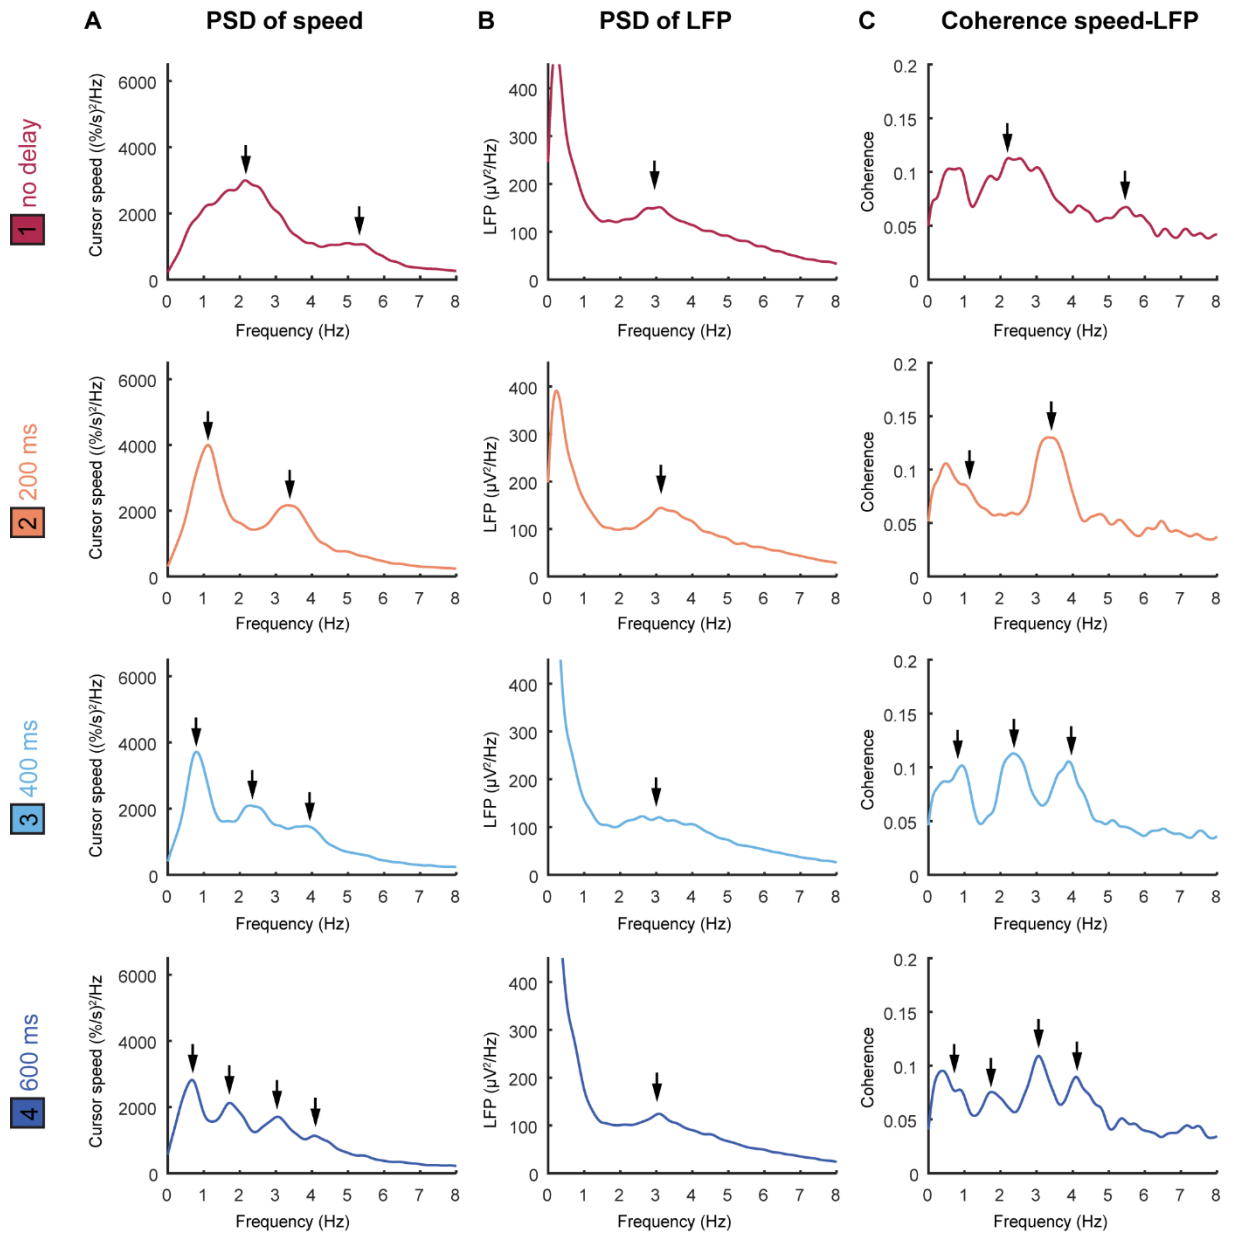 A PSD of speed
B PSD of LFP
C Coherence speed-LFP
1 no delay
Cursor speed ((%/s)²/Hz)
6000
4000
2000
0
0 1 2 3 4 5 6 7 8
Frequency (Hz)
LFP (µV²/Hz)
400
300
200
100
0
0 1 2 3 4 5 6 7 8
Frequency (Hz)
Coherence
0.2
0.15
0.1
0.05
0
0 1 2 3 4 5 6 7 8
Frequency (Hz)
2 200 ms
Cursor speed ((%/s)²/Hz)
6000
4000
2000
0
0 1 2 3 4 5 6 7 8
Frequency (Hz)
LFP (µV²/Hz)
400
300
200
100
0
0 1 2 3 4 5 6 7 8
Frequency (Hz)
Coherence
0.2
0.15
0.1
0.05
0
0 1 2 3 4 5 6 7 8
Frequency (Hz)
3 400 ms
Cursor speed ((%/s)²/Hz)
6000
4000
2000
0
0 1 2 3 4 5 6 7 8
Frequency (Hz)
LFP (µV²/Hz)
400
300
200
100
0
0 1 2 3 4 5 6 7 8
Frequency (Hz)
Coherence
0.2
0.15
0.1
0.05
0
0 1 2 3 4 5 6 7 8
Frequency (Hz)
4 600 ms
Cursor speed (%/s)²/Hz
6000
4000
2000
0
0 1 2 3 4 5 6 7 8
Frequency (Hz)
LFP (µV²/Hz)
400
300
200
100
0
0 1 2 3 4 5 6 7 8
Frequency (Hz)
Coherence
0.2
0.15
0.1
0.05
0
0 1 2 3 4 5 6 7 8
Frequency (Hz)